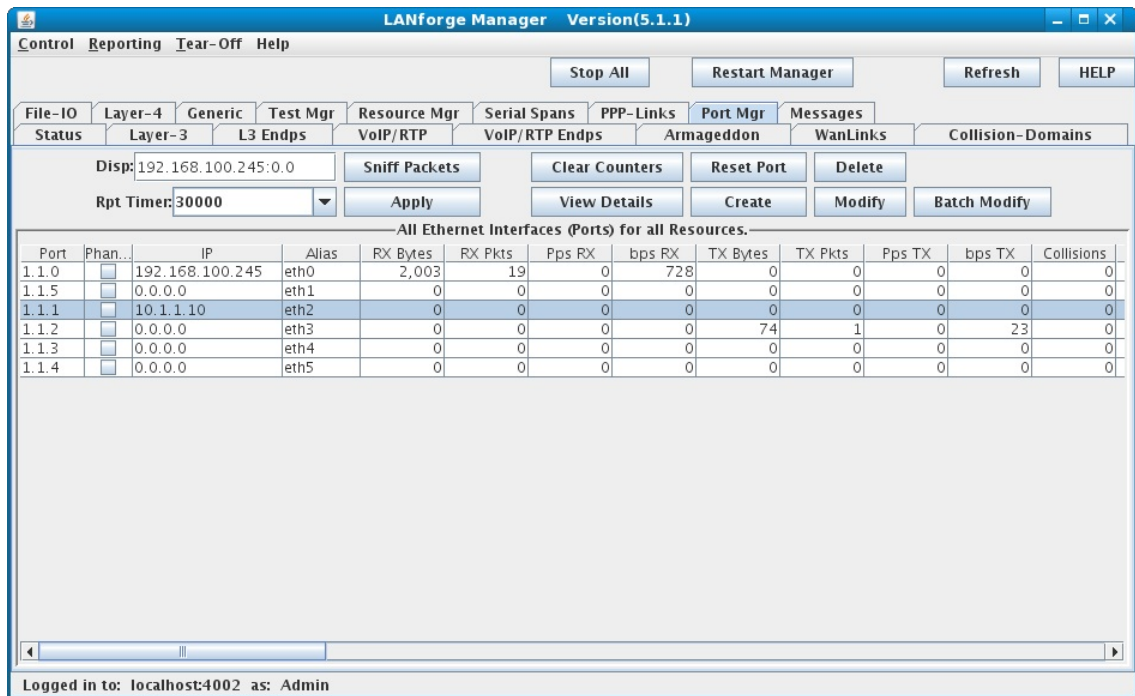 LANforge Manager Version(5.1.1)
Control Reporting Tear-Off Help
Stop All Restart Manager Refresh HELP
File-IO Layer-4 Generic Test Mgr Resource Mgr Serial Spans PPP-Links Port Mgr Messages
Status Layer-3 L3 Endps VoIP/RTP VoIP/RTP Endps Armageddon WanLinks Collision-Domains
Disp: 192.168.100.245:0.0 Sniff Packets Clear Counters Reset Port Delete
Rpt Timer: 30000 Apply View Details Create Modify Batch Modify
All Ethernet Interfaces (Ports) for all Resources.
Port Phan... IP Alias RX Bytes RX Pkts Pps RX bps RX TX Bytes TX Pkts Pps TX bps TX Collisions
1.1.0 192.168.100.245 eth0 2,003 19 0 728 0 0 0 0 0
1.1.5 0.0.0.0 eth1 0 0 0 0 0 0 0 0 0
1.1.1 10.1.1.10 eth2 0 0 0 0 0 0 0 0 0
1.1.2 0.0.0.0 eth3 0 0 0 0 74 1 0 23 0
1.1.3 0.0.0.0 eth4 0 0 0 0 0 0 0 0 0
1.1.4 0.0.0.0 eth5 0 0 0 0 0 0 0 0 0
Logged in to: localhost:4002 as: Admin